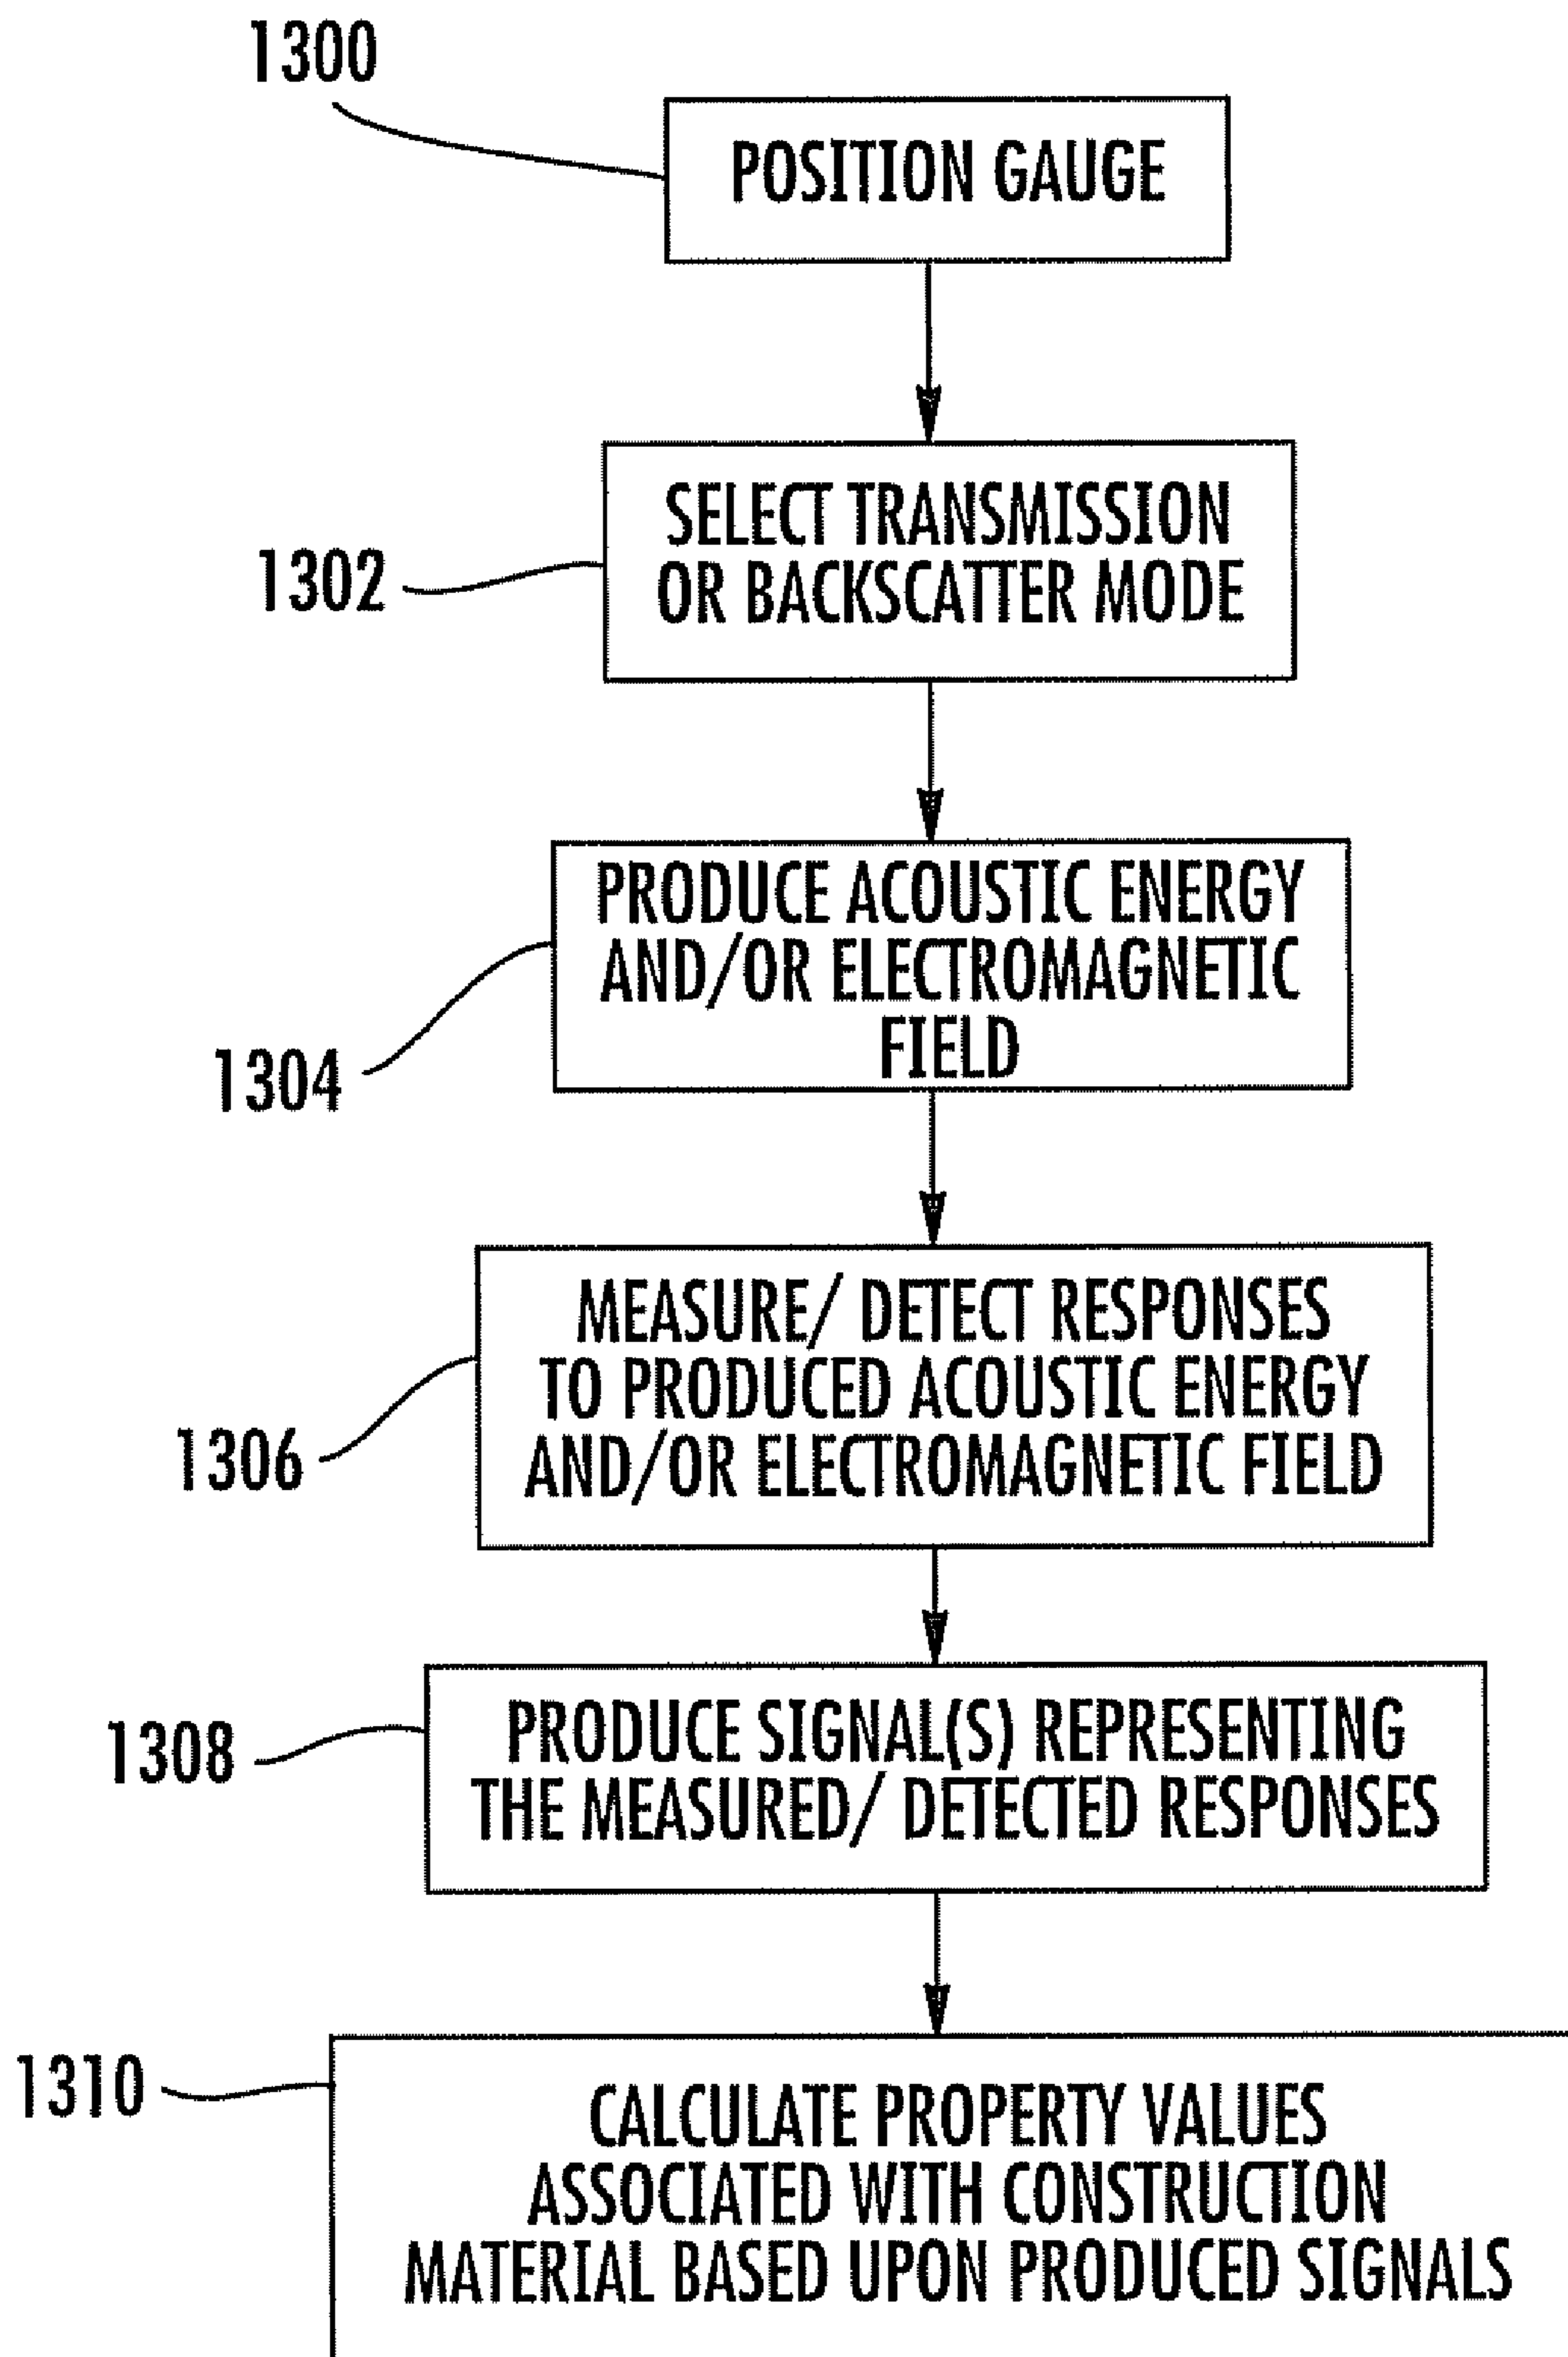 1300
POSITION GAUGE
1302
SELECT TRANSMISSION
OR BACKSCATTER MODE
1304
PRODUCE ACOUSTIC ENERGY
AND/OR ELECTROMAGNETIC
FIELD
1306
MEASURE/ DETECT RESPONSES
TO PRODUCED ACOUSTIC ENERGY
AND/OR ELECTROMAGNETIC FIELD
1308
PRODUCE SIGNAL(S) REPRESENTING
THE MEASURED/ DETECTED RESPONSES
1310
CALCULATE PROPERTY VALUES
ASSOCIATED WITH CONSTRUCTION
MATERIAL BASED UPON PRODUCED SIGNALS